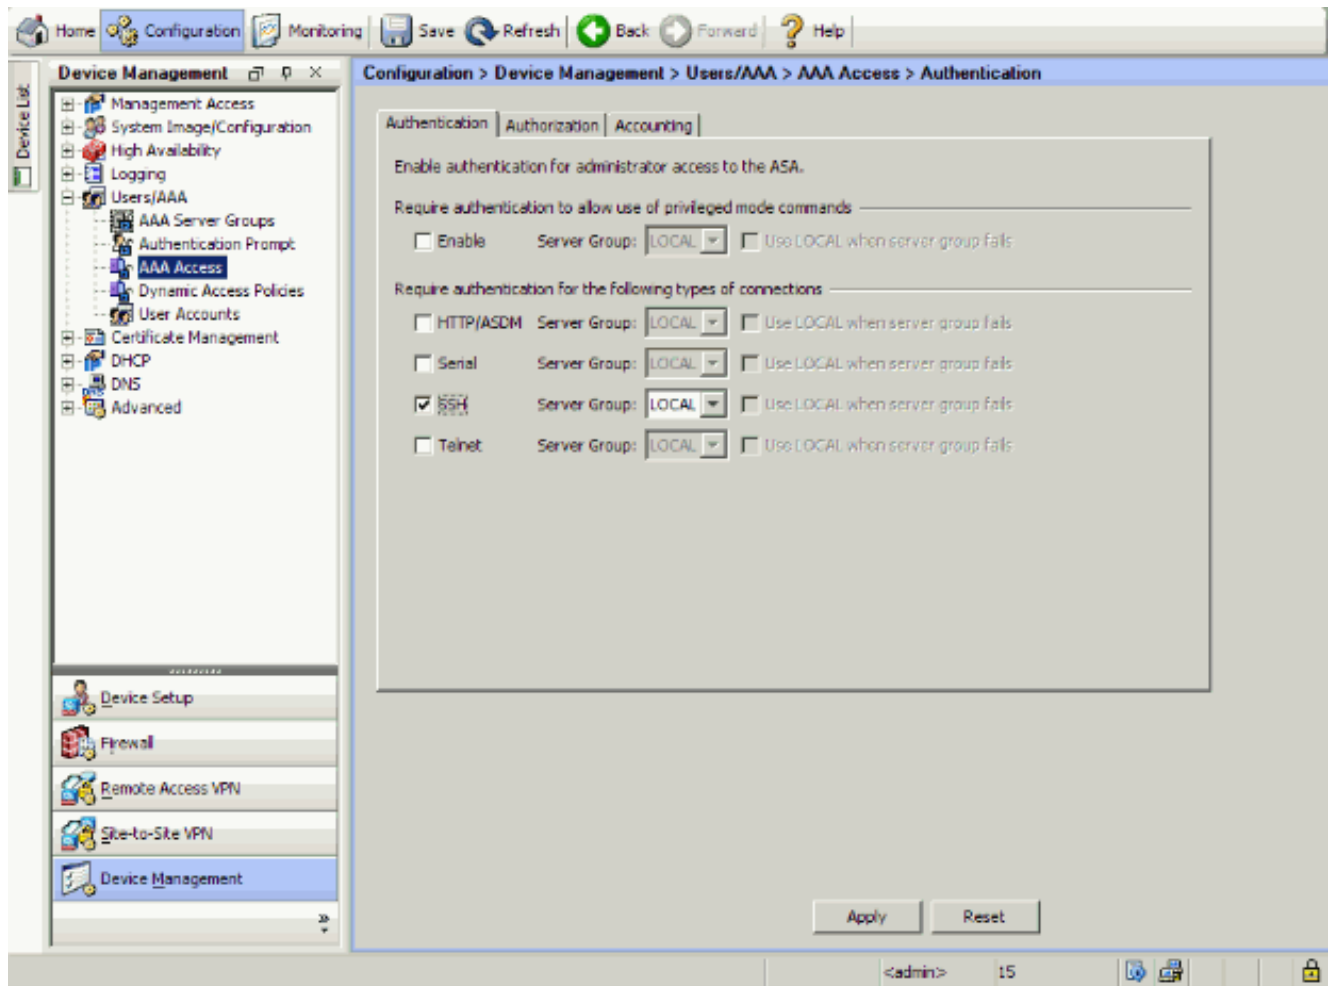 Home Configuration Monitoring Save Refresh Back Forward Help
Device List
Device Management
Management Access
System Image/Configuration
High Availability
Logging
Users/AAA
AAA Server Groups
Authentication Prompt
AAA Access
Dynamic Access Policies
User Accounts
Certificate Management
DHCP
DNS
Advanced
Device Setup
Firewall
Remote Access VPN
Site-to-Site VPN
Device Management
Configuration > Device Management > Users/AAA > AAA Access > Authentication
Authentication Authorization Accounting
Enable authentication for administrator access to the ASA.
Require authentication to allow use of privileged mode commands
Enable Server Group: LOCAL Use LOCAL when server group fails
Require authentication for the following types of connections
HTTP/ASDM Server Group: LOCAL Use LOCAL when server group fails
Serial Server Group: LOCAL Use LOCAL when server group fails
SSH Server Group: LOCAL Use LOCAL when server group fails
Telnet Server Group: LOCAL Use LOCAL when server group fails
Apply Reset
<admin> 15